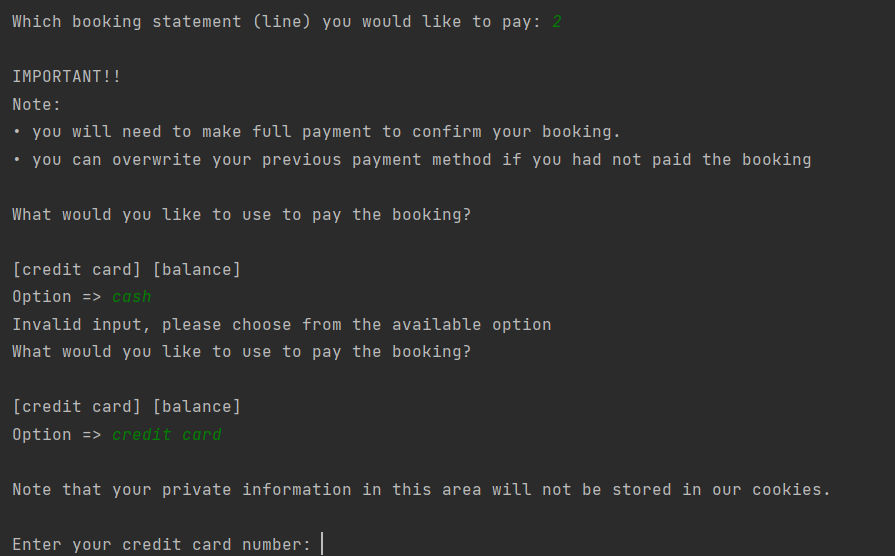 Which booking statement (line) you would like to pay: 2
IMPORTANT!!
Note:
• you will need to make full payment to confirm your booking.
• you can overwrite your previous payment method if you had not paid the booking
What would you like to use to pay the booking?
[credit card] [balance]
Option => cash
Invalid input, please choose from the available option
What would you like to use to pay the booking?
[credit card] [balance]
Option => credit card
Note that your private information in this area will not be stored in our cookies.
Enter your credit card number: